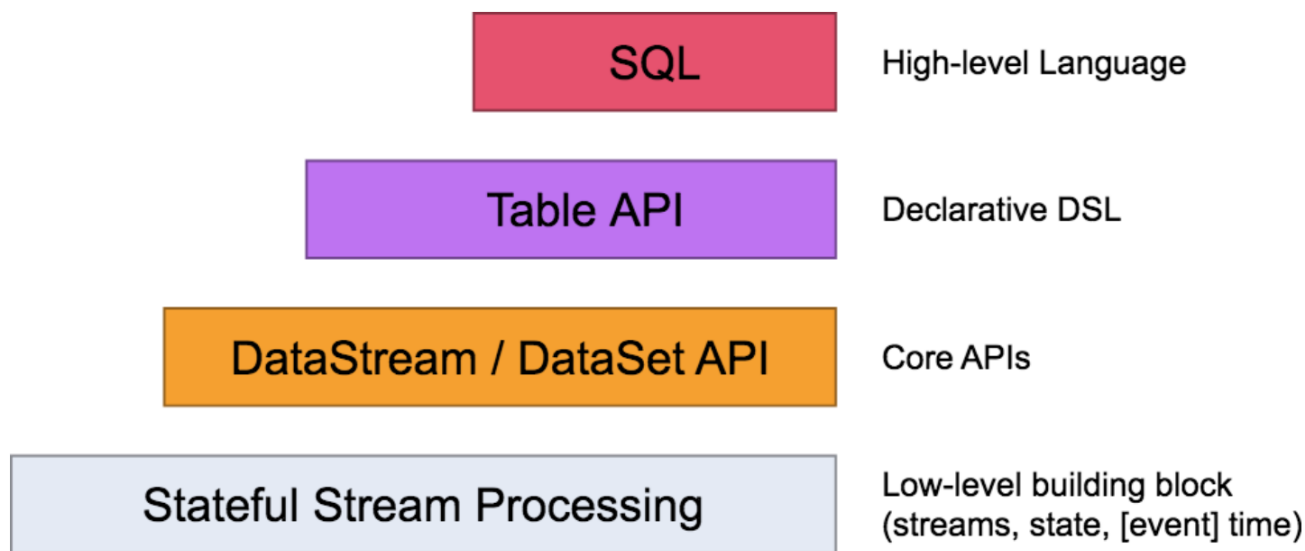 SQL
High-level Language
Table API
Declarative DSL
DataStream / DataSet API
Core APIs
Stateful Stream Processing
Low-level building block
(streams, state, [event] time)